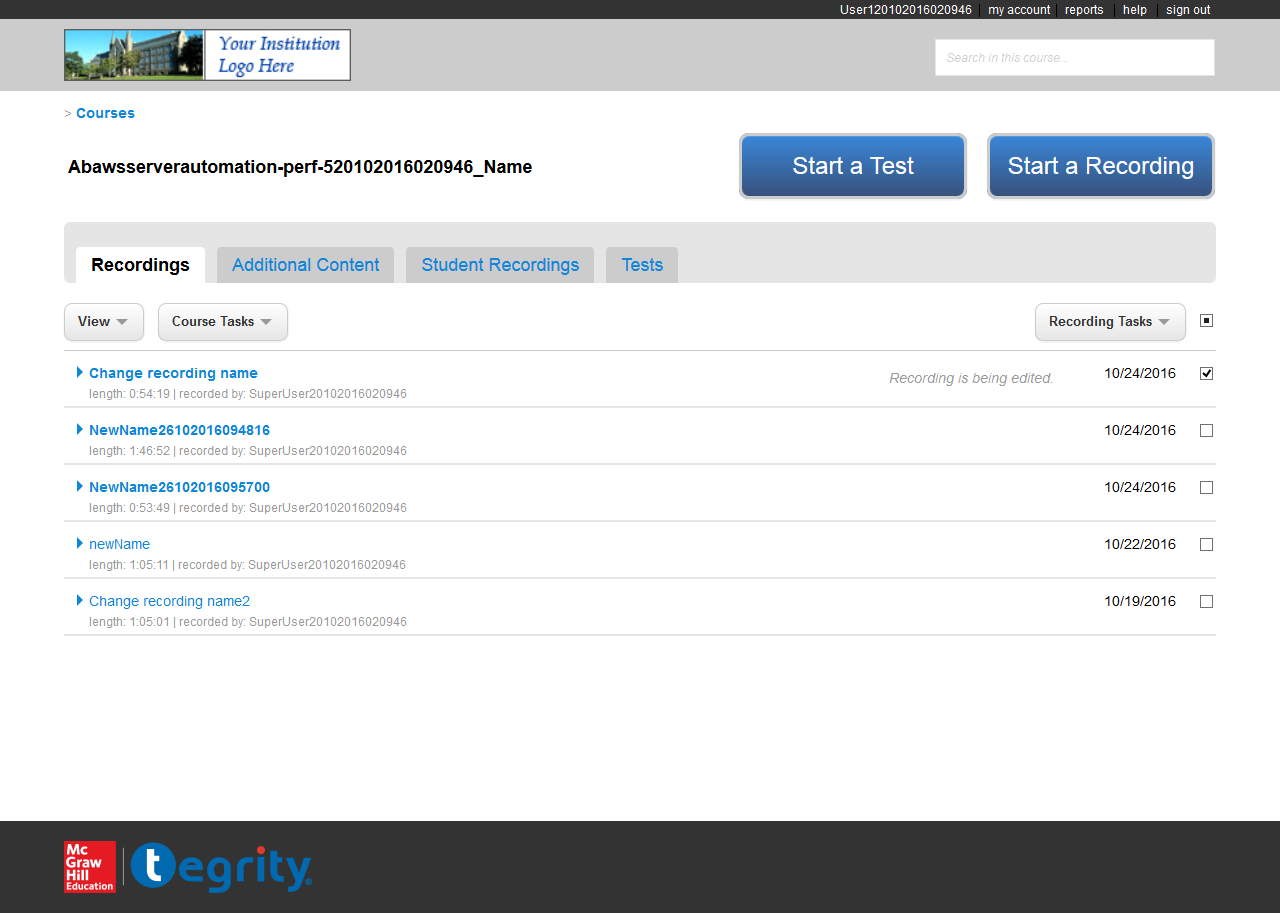 User120102016020946 my account reports help sign out
Your Institution
Logo Here
Search in this course...
> Courses
Abawsserverautomation-perf-520102016020946_Name
Start a Test Start a Recording
Recordings Additional Content Student Recordings Tests
View Course Tasks Recording Tasks
Change recording name Recording is being edited. 10/24/2016
length: 0:54:19 | recorded by: SuperUser20102016020946
NewName26102016094816 10/24/2016
length: 1:46:52 | recorded by: SuperUser20102016020946
NewName26102016095700 10/24/2016
length: 0:53:49 | recorded by: SuperUser20102016020946
newName 10/22/2016
length: 1:05:11 | recorded by: SuperUser20102016020946
Change recording name2 10/19/2016
length: 1:05:01 | recorded by: SuperUser20102016020946
Mc
Graw
Hill
Education
tegrity®